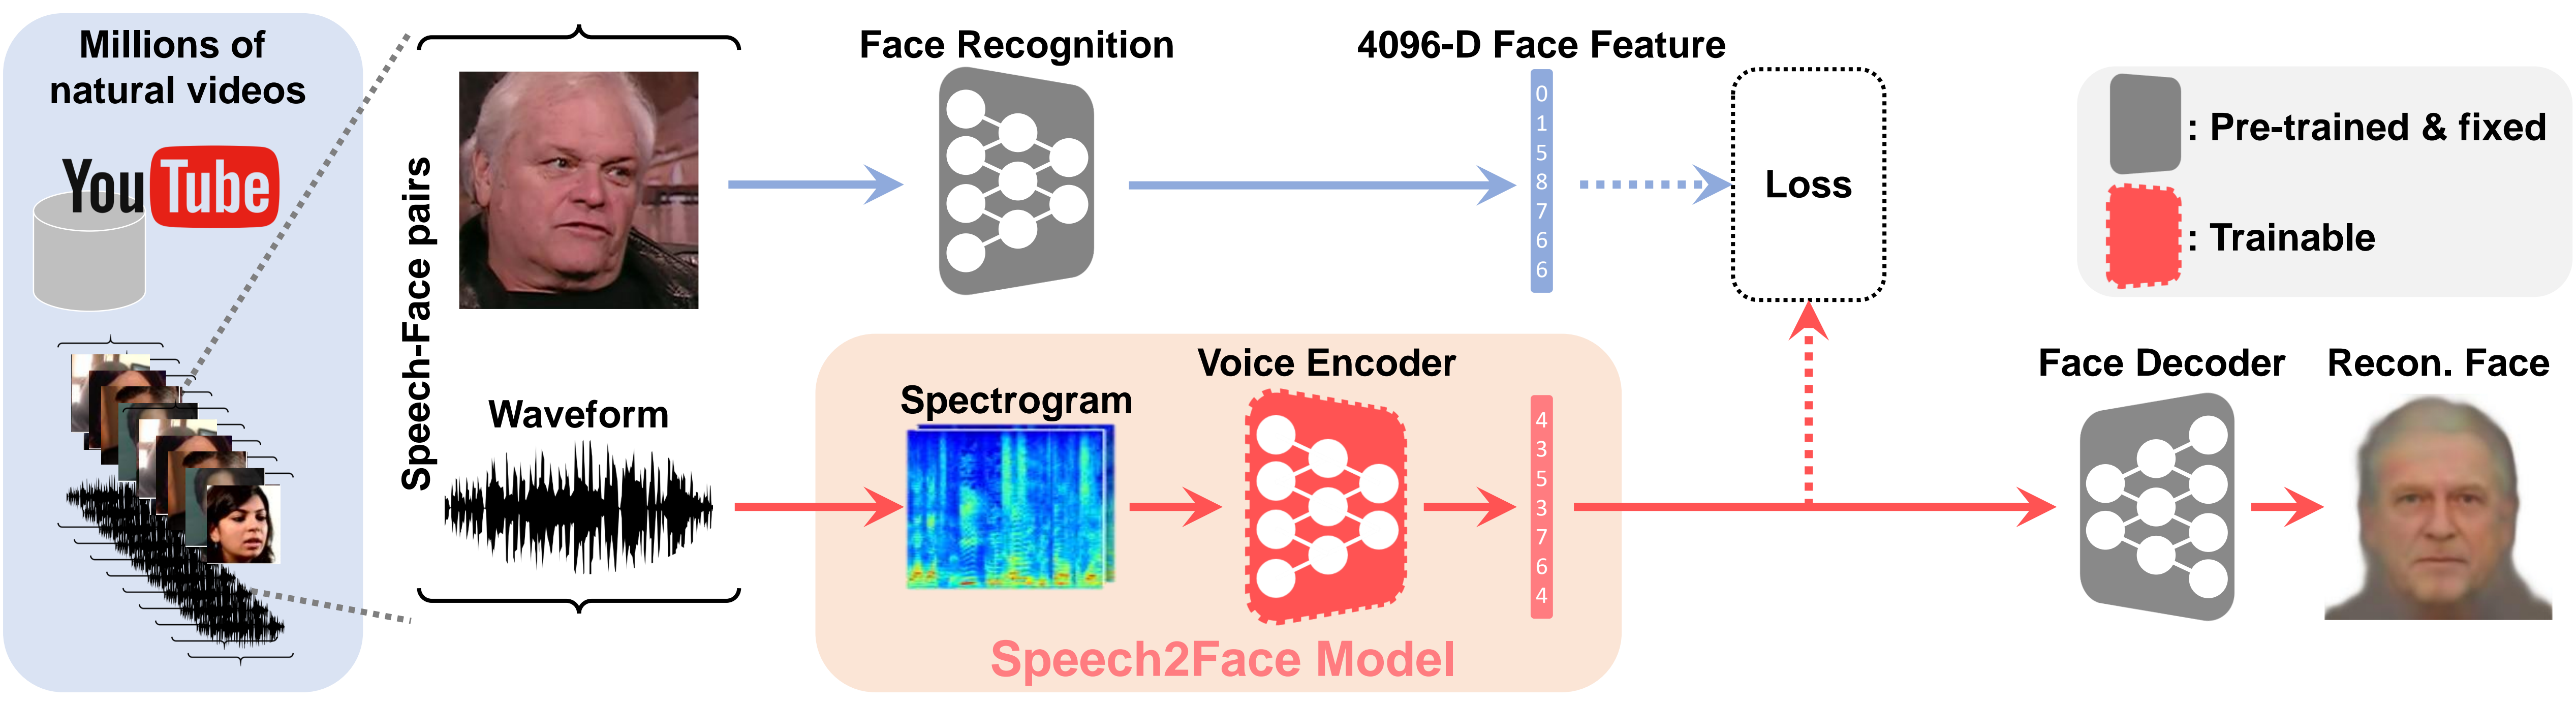 Millions of
natural videos
YouTube
Speech-Face pairs
Waveform
Face Recognition
4096-D Face Feature
0
1
5
8
7
6
6
Loss
: Pre-trained & fixed
: Trainable
Spectrogram
Voice Encoder
4
3
5
3
7
6
4
Speech2Face Model
Face Decoder
Recon. Face